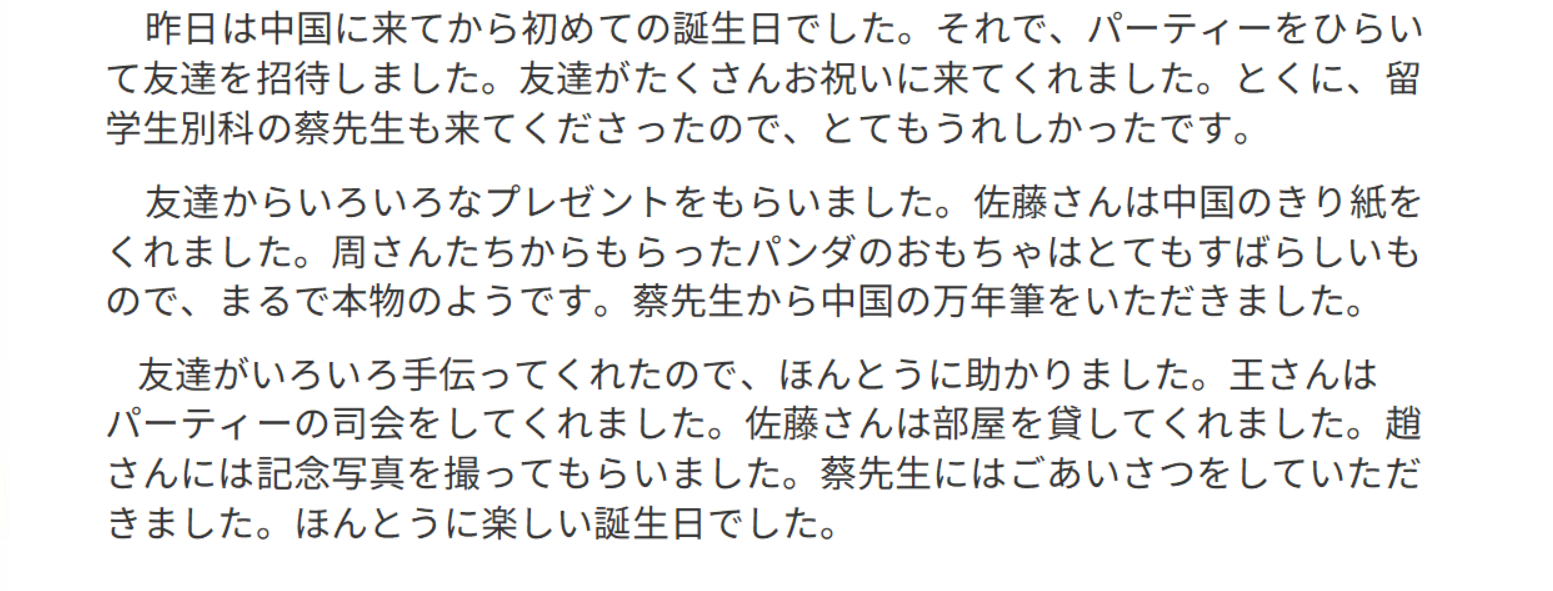 昨日は中国に来てから初めての誕生日でした。それで、パーティーをひらい
て友達を招待しました。友達がたくさんお祝いに来てくれました。とくに、留
学生別科の蔡先生も来てくださったので、とてもうれしかったです。
友達からいろいろなプレゼントをもらいました。佐藤さんは中国のきり紙を
くれました。周さんたちからもらったパンダのおもちゃはとてもすばらしいも
ので、まるで本物のようです。蔡先生から中国の万年筆をいただきました。
友達がいろいろ手伝ってくれたので、ほんとうに助かりました。王さんは
パーティーの司会をしてくれました。佐藤さんは部屋を貸してくれました。趙
さんには記念写真を撮ってもらいました。蔡先生にはごあいさつをしていただ
きました。ほんとうに楽しい誕生日でした。